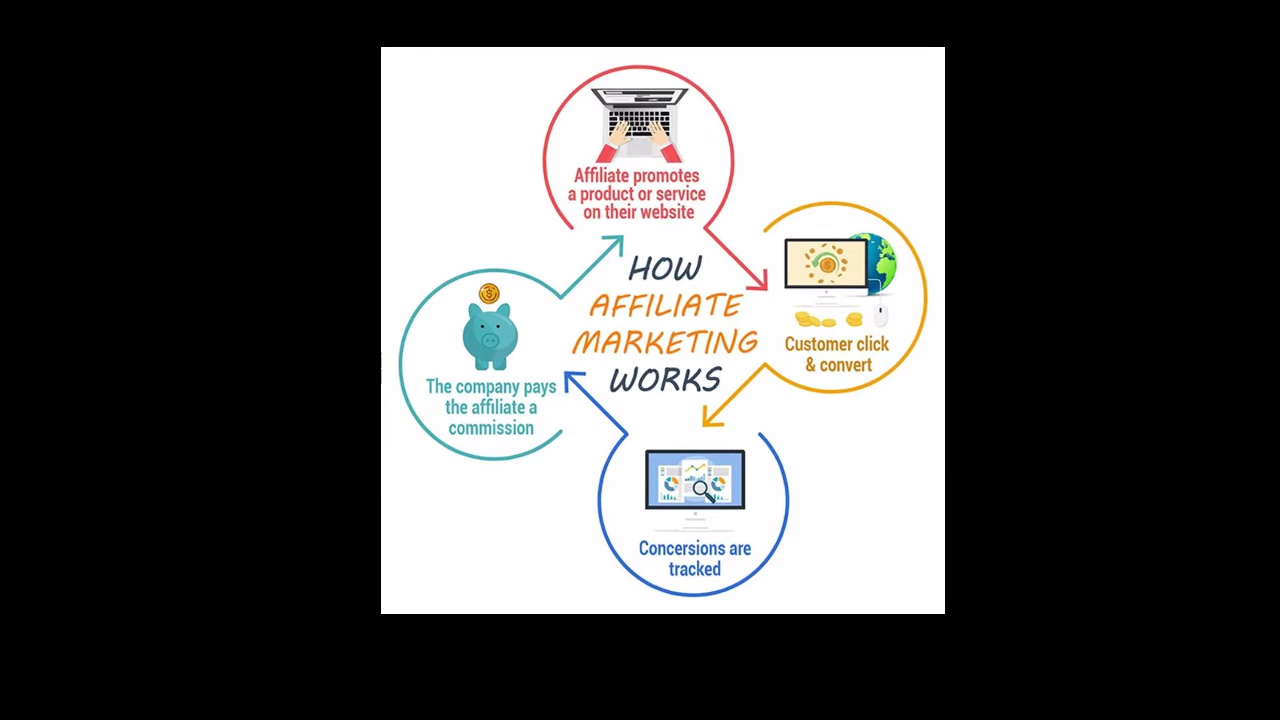 Affiliate promotes
a product or service
on their website
HOW
AFFILIATE
MARKETING
WORKS
Customer click
& convert
Concersions are
tracked
The company pays
the affiliate a
commission